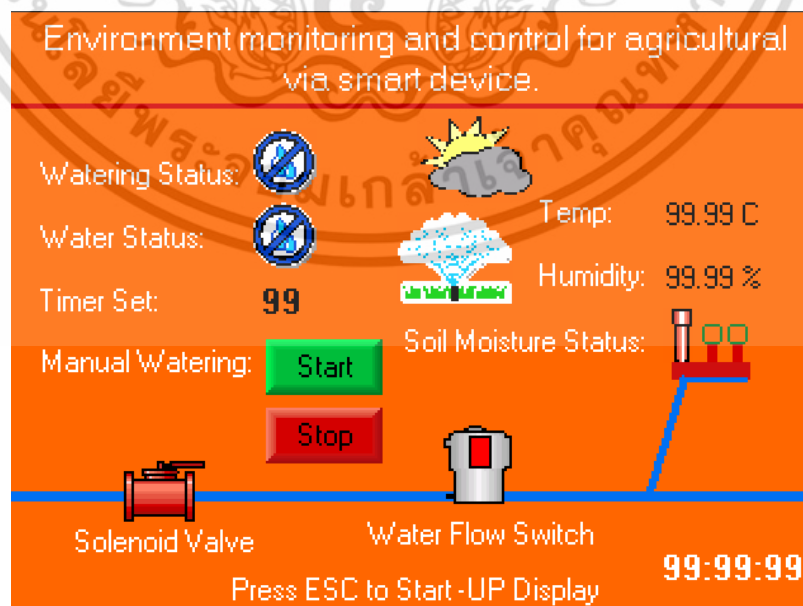 Environment monitoring and control for agricultural
via smart device.
Watering Status:
Water Status:
Temp: 99.99 C
Timer Set: 99
Humidity: 99.99 %
Manual Watering: Start
Soil Moisture Status:
Stop
Solenoid Valve
Water Flow Switch
99:99:99
Press ESC to Start-UP Display